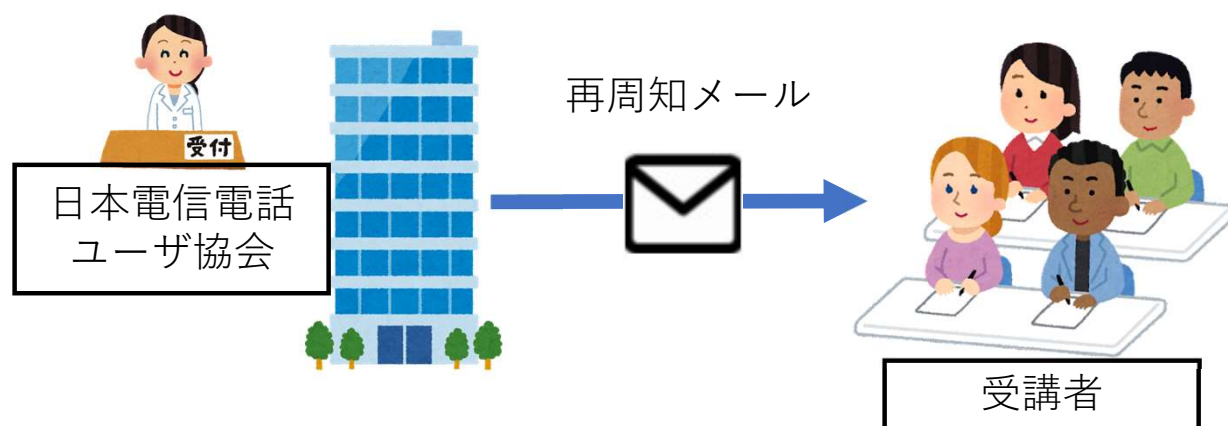 受付
日本電信電話
ユーザ協会
再周知メール
受講者